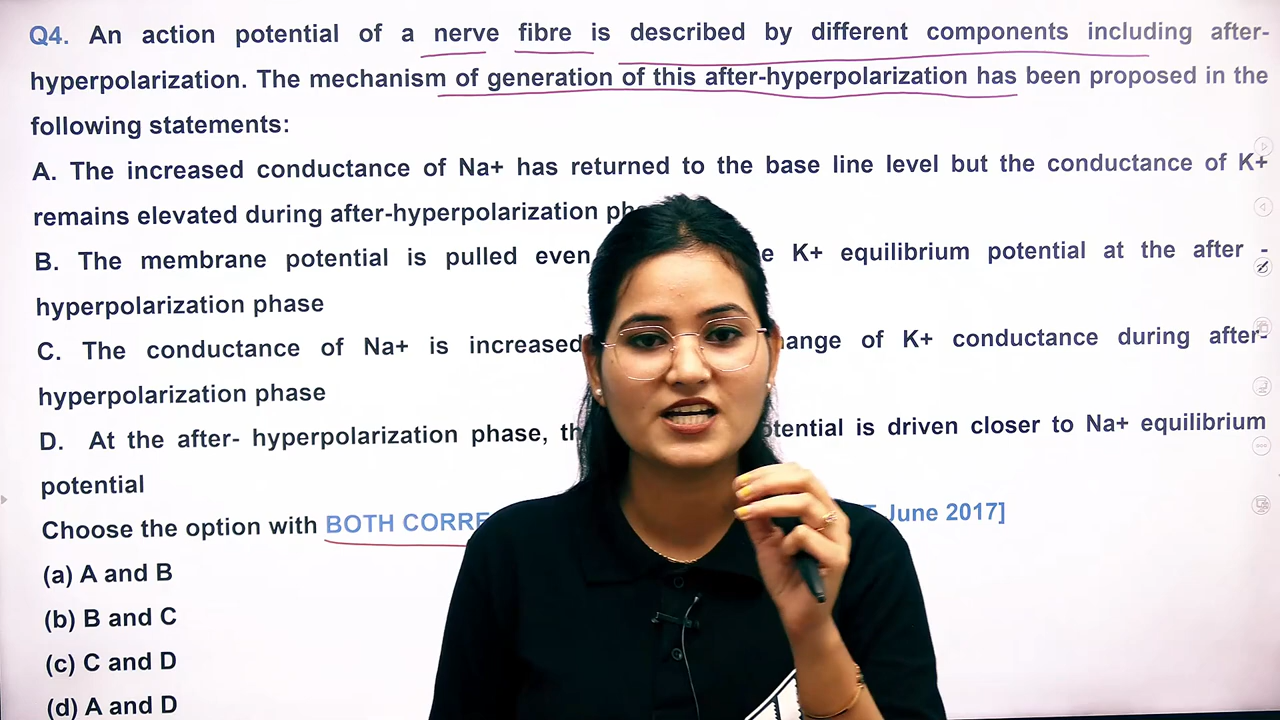 Q4. An action potential of a nerve fibre is described by different components including after-
hyperpolarization. The mechanism of generation of this after-hyperpolarization has been proposed in the
following statements:
A. The increased conductance of Na+ has returned to the base line level but the conductance of K+
remains elevated during after-hyperpolarization
B. The membrane potential is pulled even K+ equilibrium potential at the after -
hyperpolarization phase
C. The conductance of Na+ is increased of K+ conductance during after-
hyperpolarization phase
D. At the after- hyperpolarization phase, is driven closer to Na+ equilibrium
potential
Choose the option with BOTH June 2017]
(a) A and B
(b) B and C
(c) C and D
(d) A and D